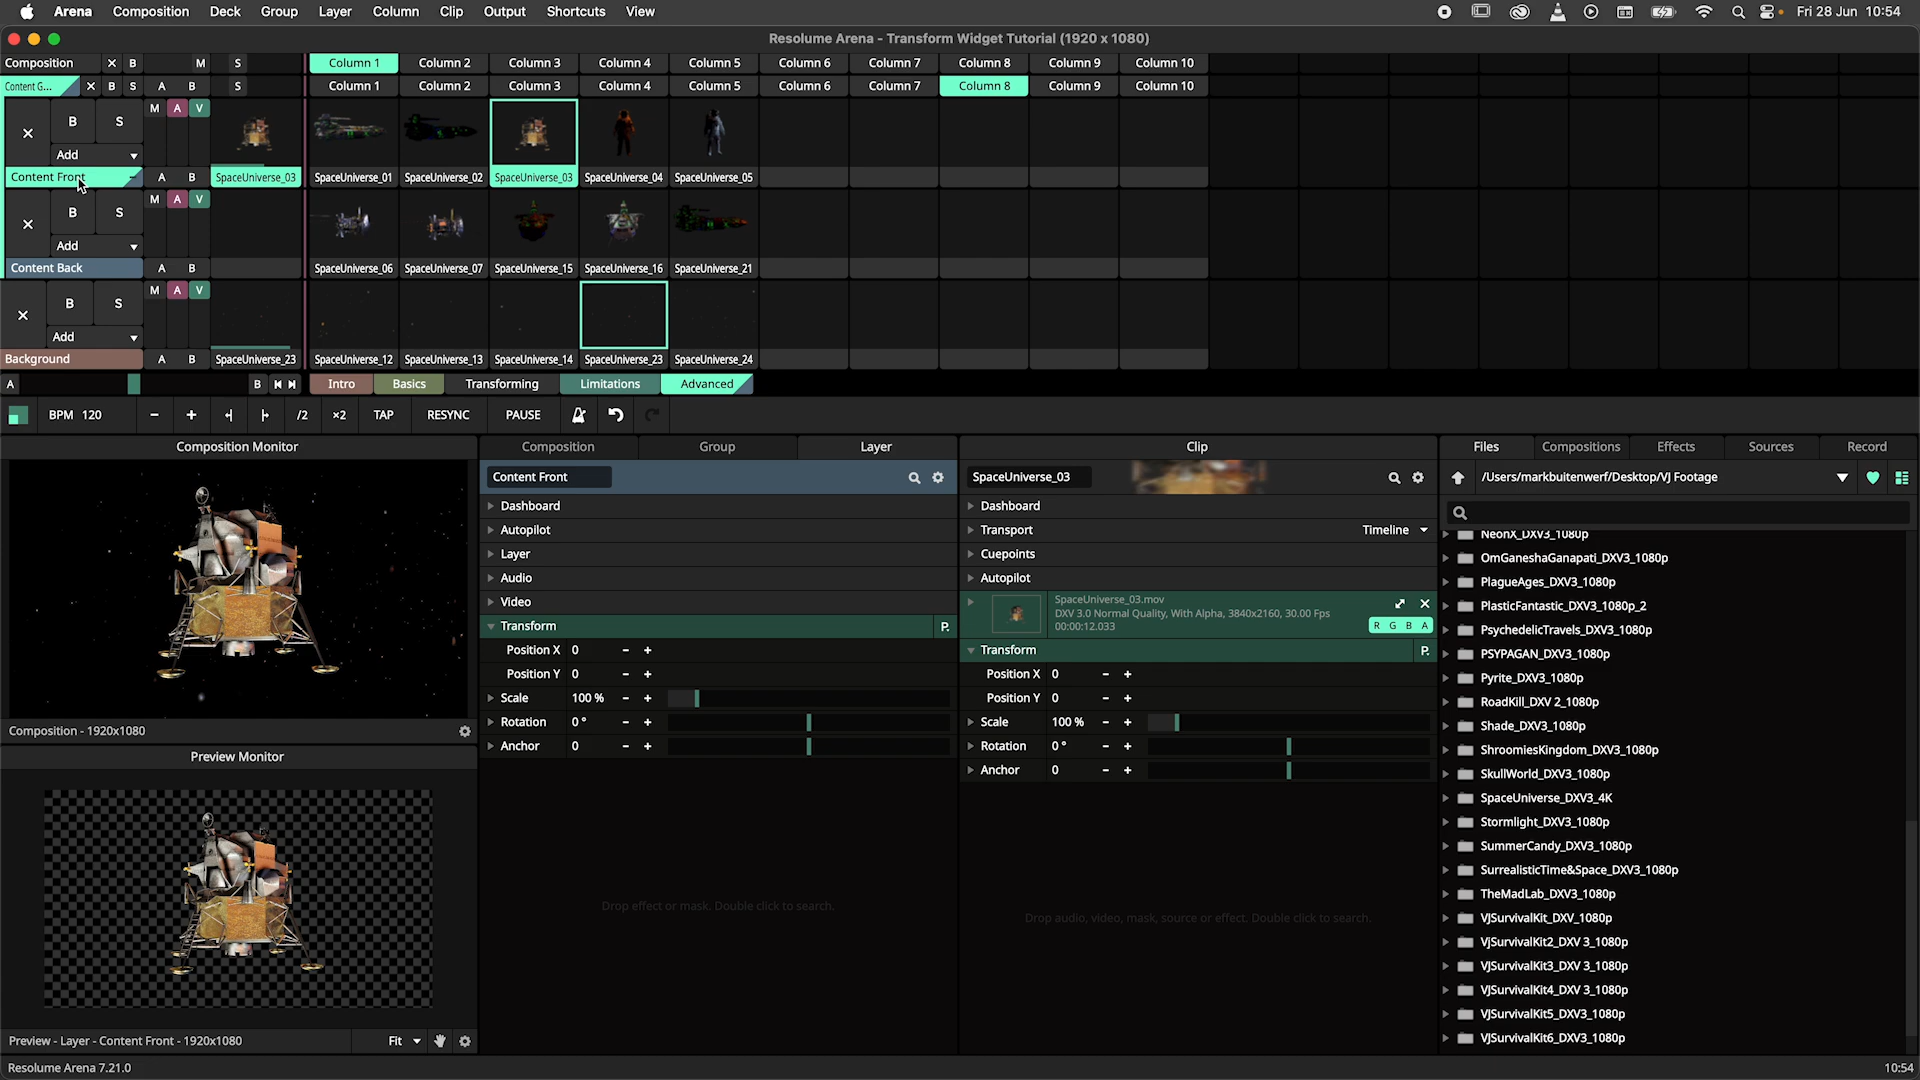 Arena Composition Deck Group Layer Column Clip Output Shortcuts View Fri 28 Jun 10:54
Resolume Arena - Transform Widget Tutorial (1920 x 1080)
Composition X B M S Column 1 Column 2 Column 3 Column 4 Column 5 Column 6 Column 7 Column 8 Column 9 Column 10
Content G... X B S A B S Column 1 Column 2 Column 3 Column 4 Column 5 Column 6 Column 7 Column 8 Column 9 Column 10
M A V
X B S
Add
Content Front A B SpaceUniverse_03 SpaceUniverse_01 SpaceUniverse_02 SpaceUniverse_03 SpaceUniverse_04 SpaceUniverse_05
M A V
X B S
Add
Content Back A B SpaceUniverse_06 SpaceUniverse_07 SpaceUniverse_15 SpaceUniverse_16 SpaceUniverse_21
M A V
X B S
Add
Background A B SpaceUniverse_23 SpaceUniverse_12 SpaceUniverse_13 SpaceUniverse_14 SpaceUniverse_23 SpaceUniverse_24
A B Intro Basics Transforming Limitations Advanced
BPM 120 - + /2 ×2 TAP RESYNC PAUSE
Composition Monitor
Composition - 1920x1080
Preview Monitor
Preview - Layer - Content Front - 1920x1080 Fit
Composition Group Layer
Content Front
Dashboard
Autopilot
Layer
Audio
Video
Transform P.
Position X 0 - +
Position Y 0 - +
Scale 100 % - +
Rotation 0 ° - +
Anchor 0 - +
Drop effect or mask. Double click to search.
Clip
SpaceUniverse_03
Dashboard
Transport Timeline
Cuepoints
Autopilot
SpaceUniverse_03.mov
DXV 3.0 Normal Quality, With Alpha, 3840x2160, 30.00 Fps
00:00:12.033 R G B A
Transform P.
Position X 0 - +
Position Y 0 - +
Scale 100 % - +
Rotation 0 ° - +
Anchor 0 - +
Drop audio, video, mask, source or effect. Double click to search.
Files Compositions Effects Sources Record
/Users/markbuitenwerf/Desktop/VJ Footage
NeonX_DXV3_1080p
OmGaneshaGanapati_DXV3_1080p
PlagueAges_DXV3_1080p
PlasticFantastic_DXV3_1080p_2
PsychedelicTravels_DXV3_1080p
PSYPAGAN_DXV3_1080p
Pyrite_DXV3_1080p
RoadKill_DXV 2_1080p
Shade_DXV3_1080p
ShroomiesKingdom_DXV3_1080p
SkullWorld_DXV3_1080p
SpaceUniverse_DXV3_4K
Stormlight_DXV3_1080p
SummerCandy_DXV3_1080p
SurrealisticTime&Space_DXV3_1080p
TheMadLab_DXV3_1080p
VJSurvivalKit_DXV_1080p
VjSurvivalKit2_DXV 3_1080p
VJSurvivalKit3_DXV 3_1080p
VJSurvivalKit4_DXV 3_1080p
VJSurvivalKit5_DXV3_1080p
VJSurvivalKit6_DXV3_1080p
Resolume Arena 7.21.0 10:54